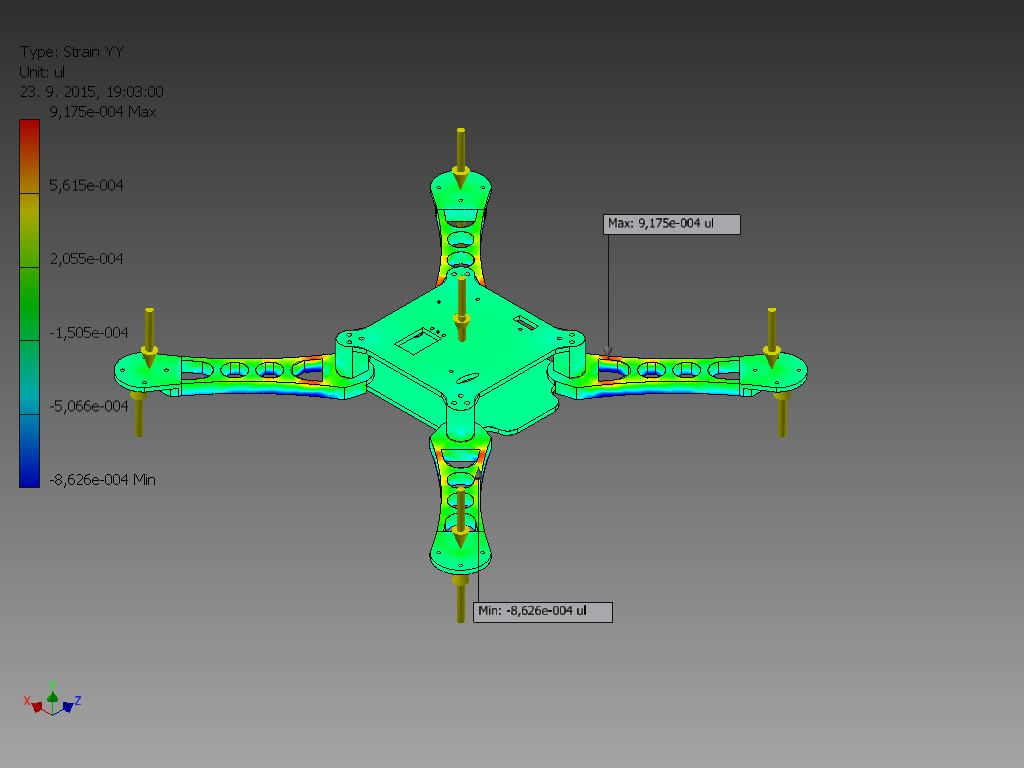 Type: Strain YY
Unit: ul
23. 9. 2015, 19:03:00
9,175e-004 Max
5,615e-004
2,055e-004
-1,505e-004
-5,066e-004
-8,626e-004 Min
Max: 9,175e-004 ul
Min: -8,626e-004 ul
Y
X
Z